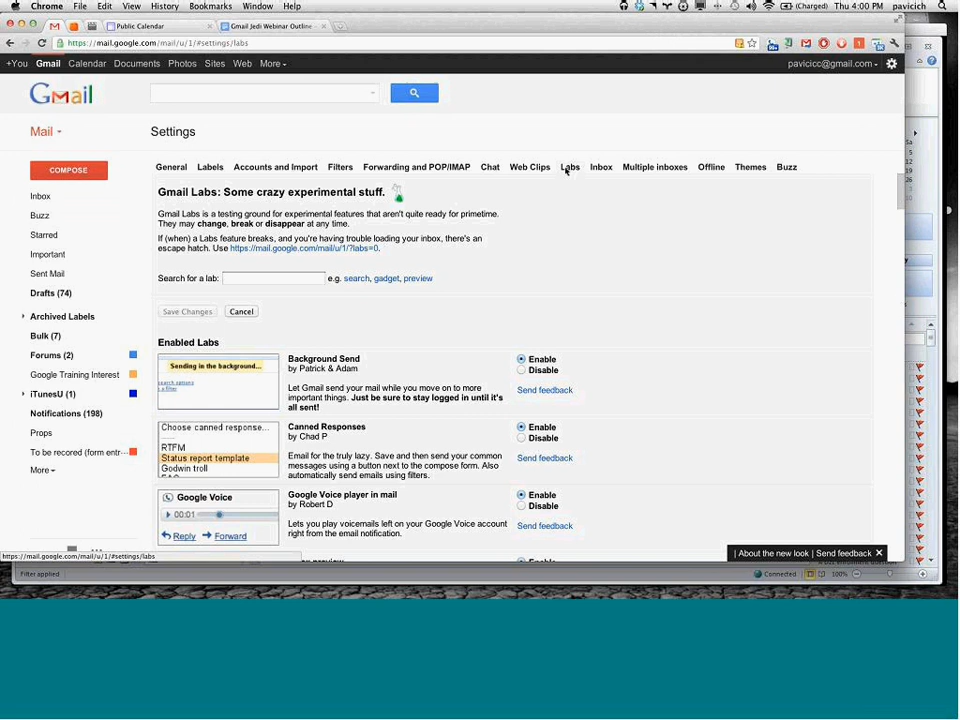 Chrome File Edit View History Bookmarks Window Help (Charged) Thu 4:00 PM pavicich
Public Calendar × Gmail Jedi Webinar Outline ×
https://mail.google.com/mail/u/1/#settings/labs
+You Gmail Calendar Documents Photos Sites Web More pavicicc@gmail.com
Gmail
Mail Settings
General Labels Accounts and Import Filters Forwarding and POP/IMAP Chat Web Clips Labs Inbox Multiple inboxes Offline Themes Buzz
COMPOSE
Inbox
Buzz
Starred
Important
Sent Mail
Drafts (74)
Archived Labels
Bulk (7)
Forums (2)
Google Training Interest
iTunesU (1)
Notifications (198)
Props
To be recored (form entr...
More
Gmail Labs: Some crazy experimental stuff.
Gmail Labs is a testing ground for experimental features that aren't quite ready for primetime.
They may change, break or disappear at any time.
If (when) a Labs feature breaks, and you're having trouble loading your inbox, there's an
escape hatch. Use https://mail.google.com/mail/u/1/?labs=0.
Search for a lab: e.g. search, gadget, preview
Save Changes Cancel
Enabled Labs
Sending in the background...
search options
Background Send
by Patrick & Adam
Let Gmail send your mail while you move on to more
important things. Just be sure to stay logged in until it's
all sent!
Enable
Disable
Send feedback
Choose canned response...
RTFM
Status report template
Godwin troll
Canned Responses
by Chad P
Email for the truly lazy. Save and then send your common
messages using a button next to the compose form. Also
automatically send emails using filters.
Enable
Disable
Send feedback
Google Voice
00:01
Reply Forward
Google Voice player in mail
by Robert D
Lets you play voicemails left on your Google Voice account
right from the email notification.
Enable
Disable
Send feedback
Enable
https://mail.google.com/mail/u/1/#settings/labs
| About the new look | Send feedback ×
Filter applied Connected 100%